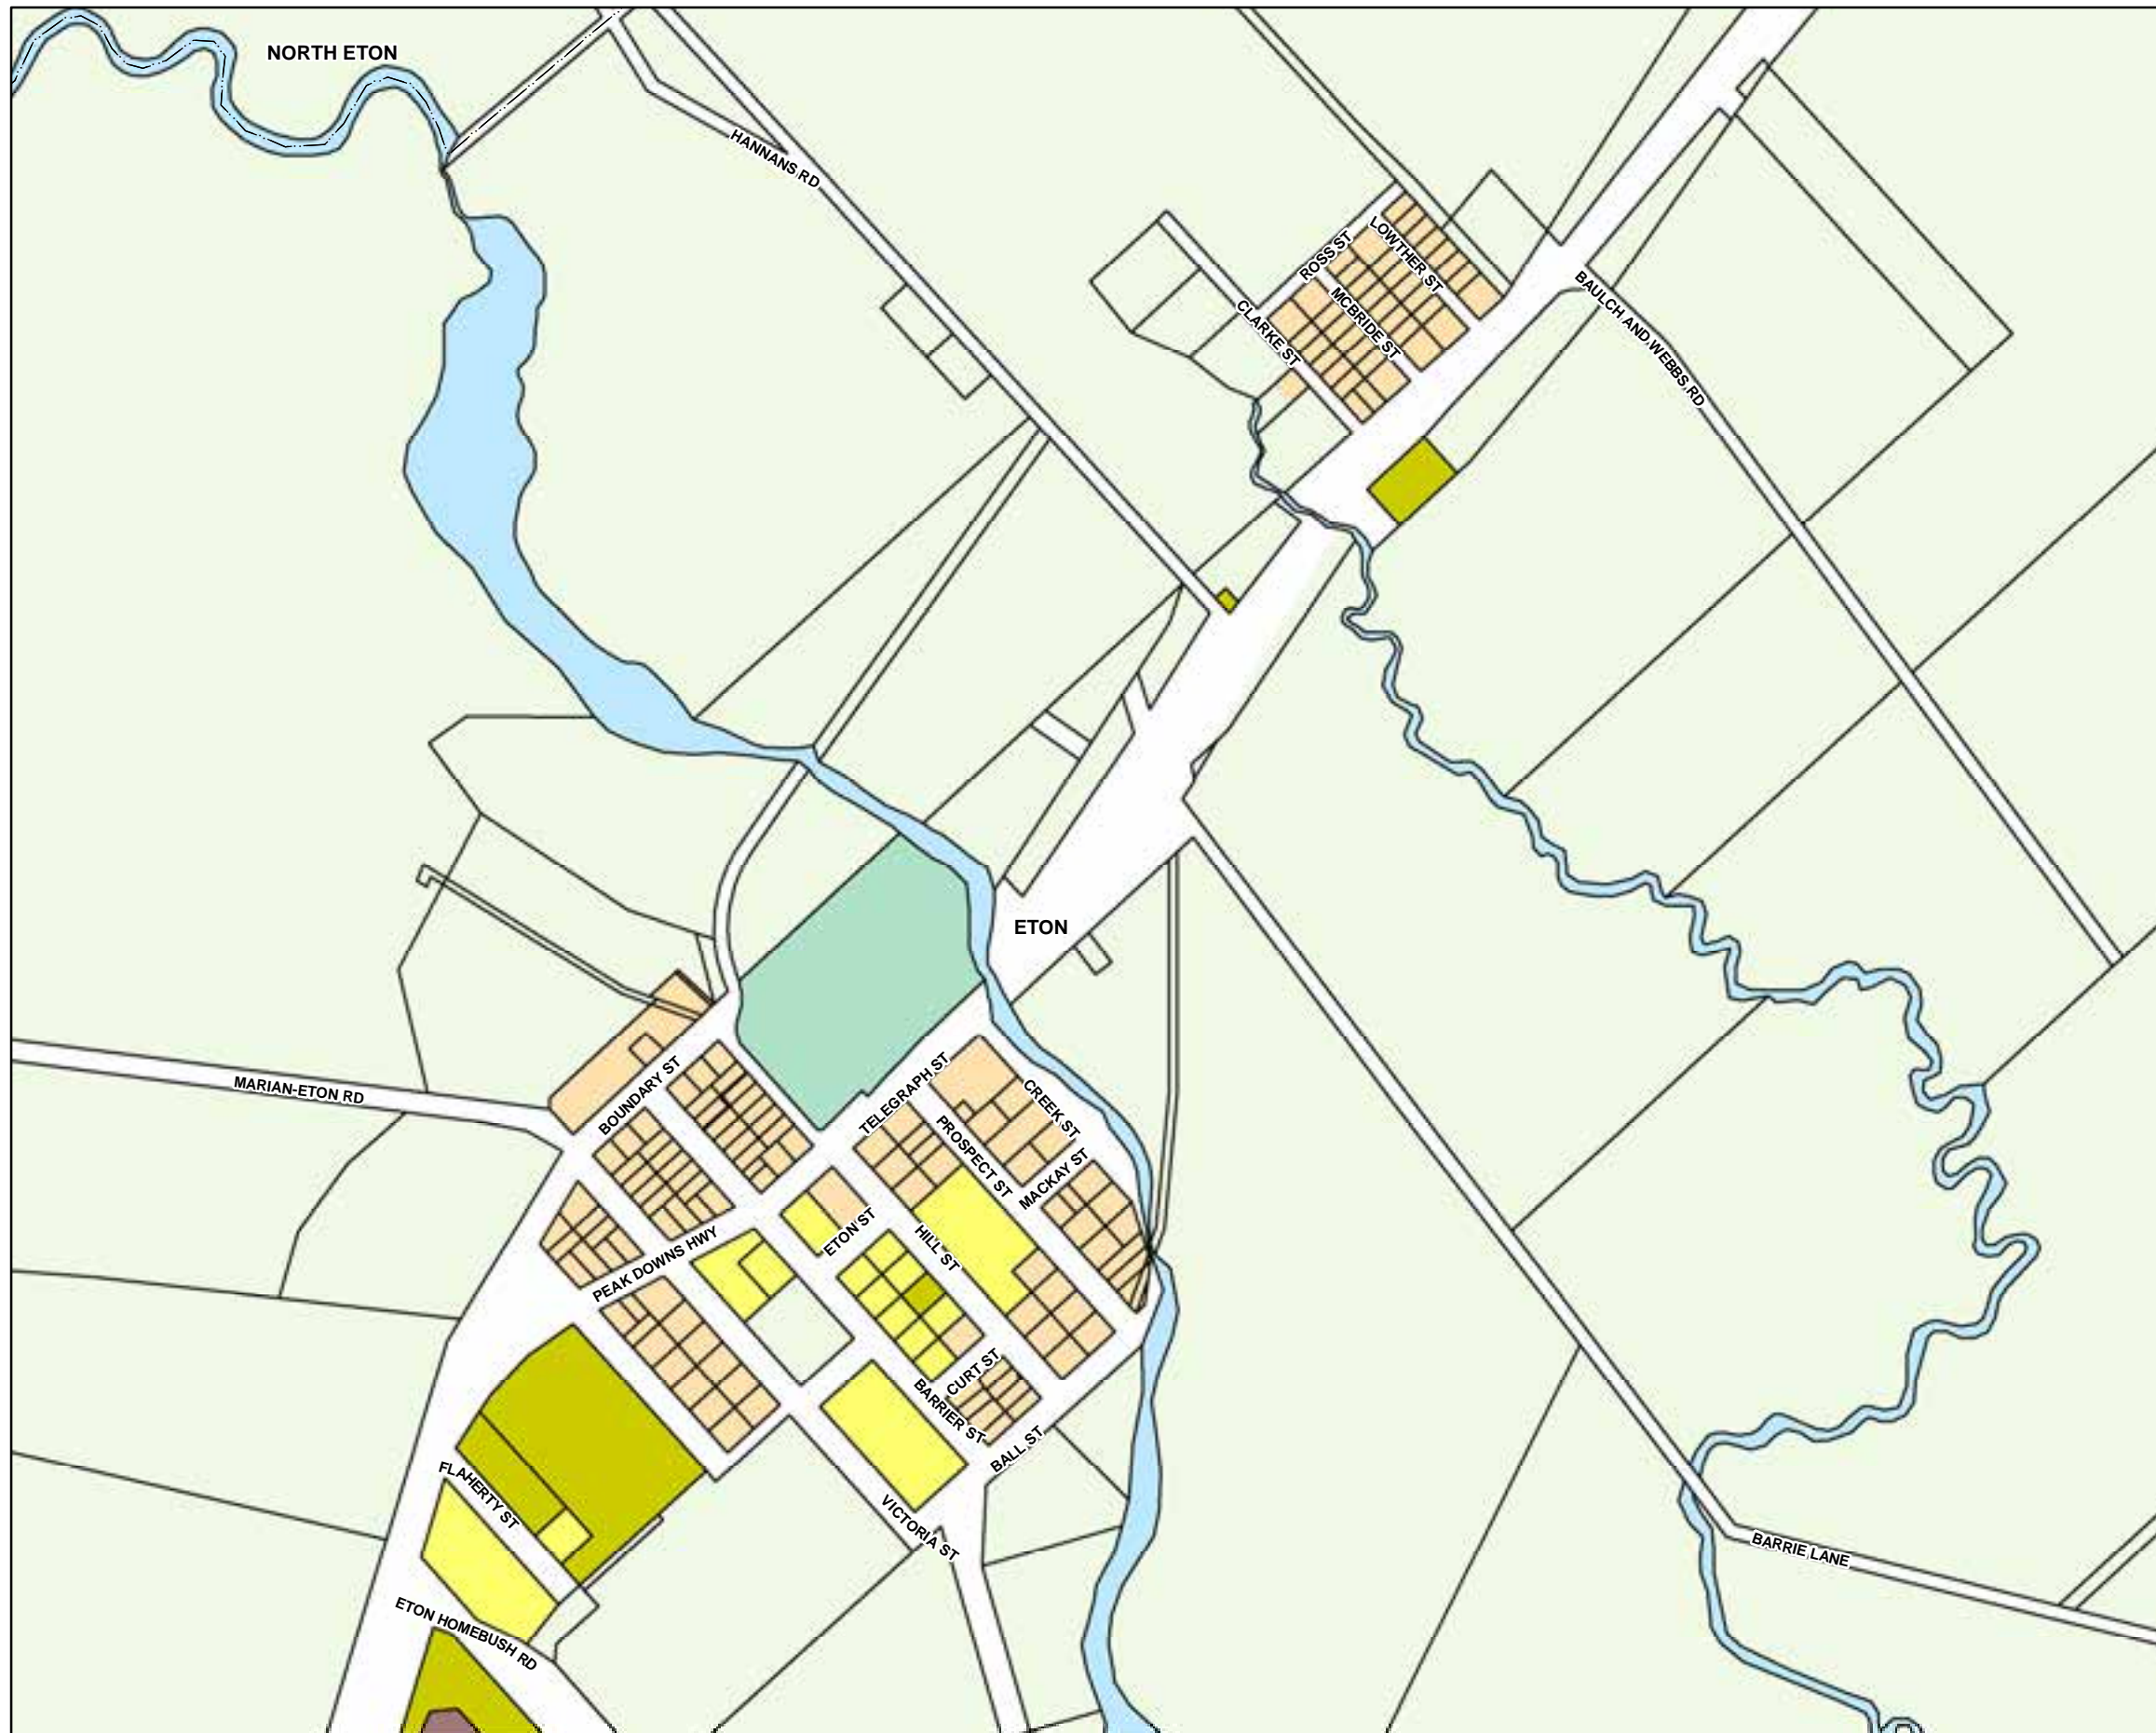 NORTH ETON
HANNANS RD
ROSS ST
LOWTHER ST
MCBRIDE ST
CLARKE ST
BAULCH AND WEBBS RD
ETON
MARIAN-ETON RD
BOUNDARY ST
TELEGRAPH ST
CREEK ST
PROSPECT ST
MACKAY ST
PEAK DOWNS HWY
ETON ST
HILL ST
CURT ST
BARRIER ST
BALL ST
FLAHERTY ST
VICTORIA ST
BARRIE LANE
ETON HOMEBUSH RD